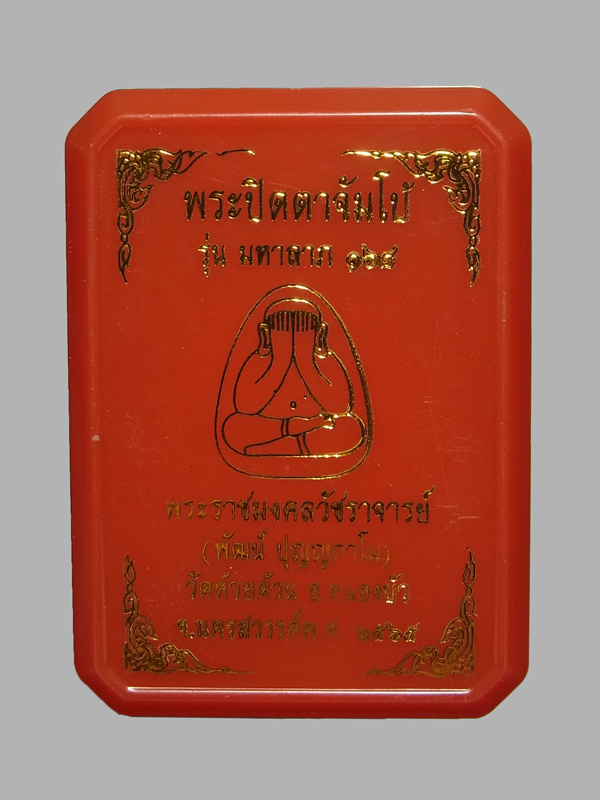 พระปิดตาจัมโบ้
รุ่น มหาลาภ ๑๖๘
พระราชมงคลวัชราจารย์
(พัฒน์ ปุญญกาโม)
วัดห้วยด้วน อ.หนองบัว
จ.นครสวรรค์ พ.ศ. ๒๕๖๕